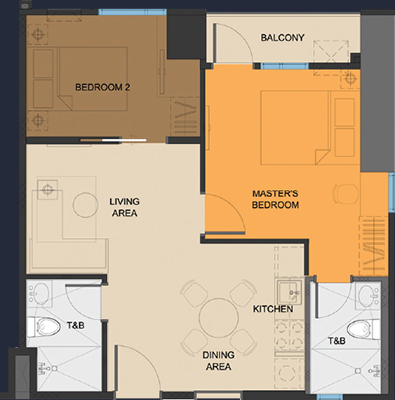 BALCONY
BEDROOM 2
MASTER'S
BEDROOM
LIVING
AREA
KITCHEN
T&B
DINING
AREA
T&B